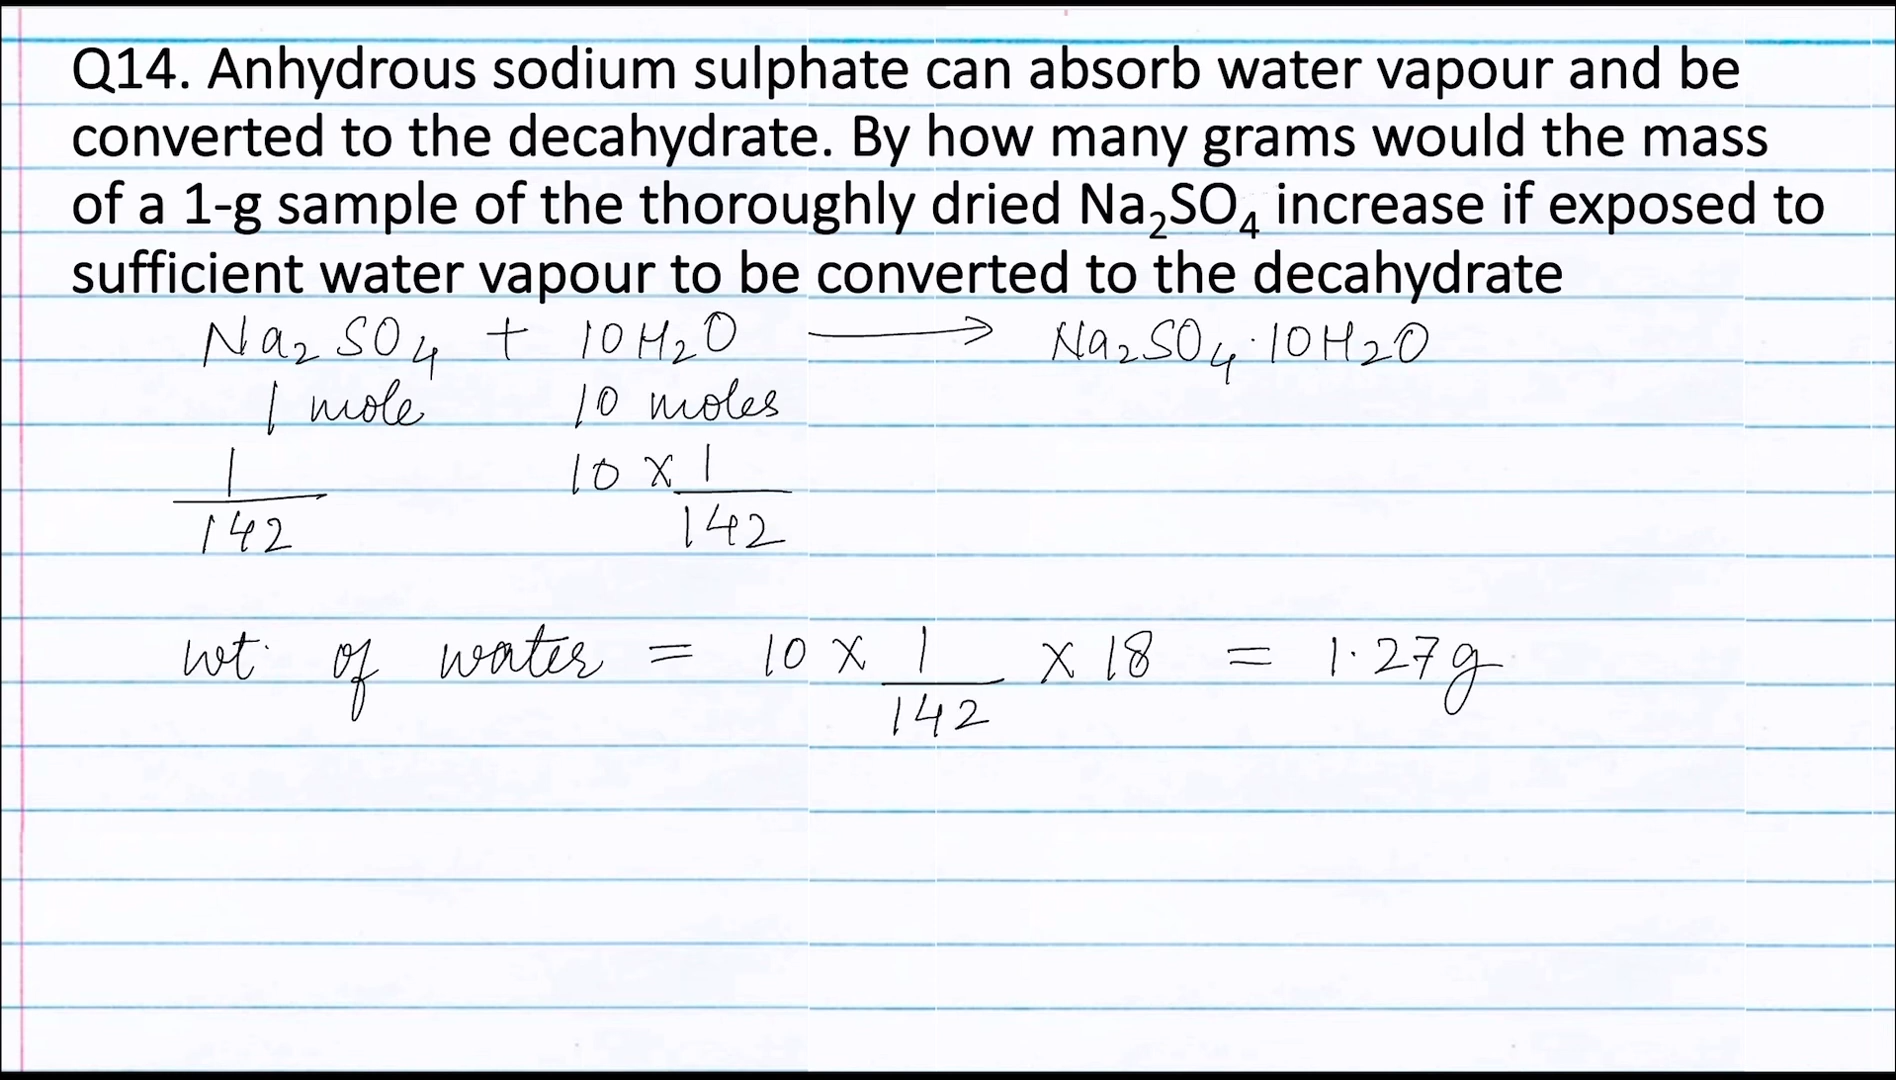 Q14. Anhydrous sodium sulphate can absorb water vapour and be
converted to the decahydrate. By how many grams would the mass
of a 1-g sample of the thoroughly dried Na₂SO₄ increase if exposed to
sufficient water vapour to be converted to the decahydrate
Na₂SO₄ + 10H₂O ⟶ Na₂SO₄·10H₂O
1 mole 10 moles
1/142 10 × 1/142
wt. of water = 10 × 1/142 × 18 = 1.27g